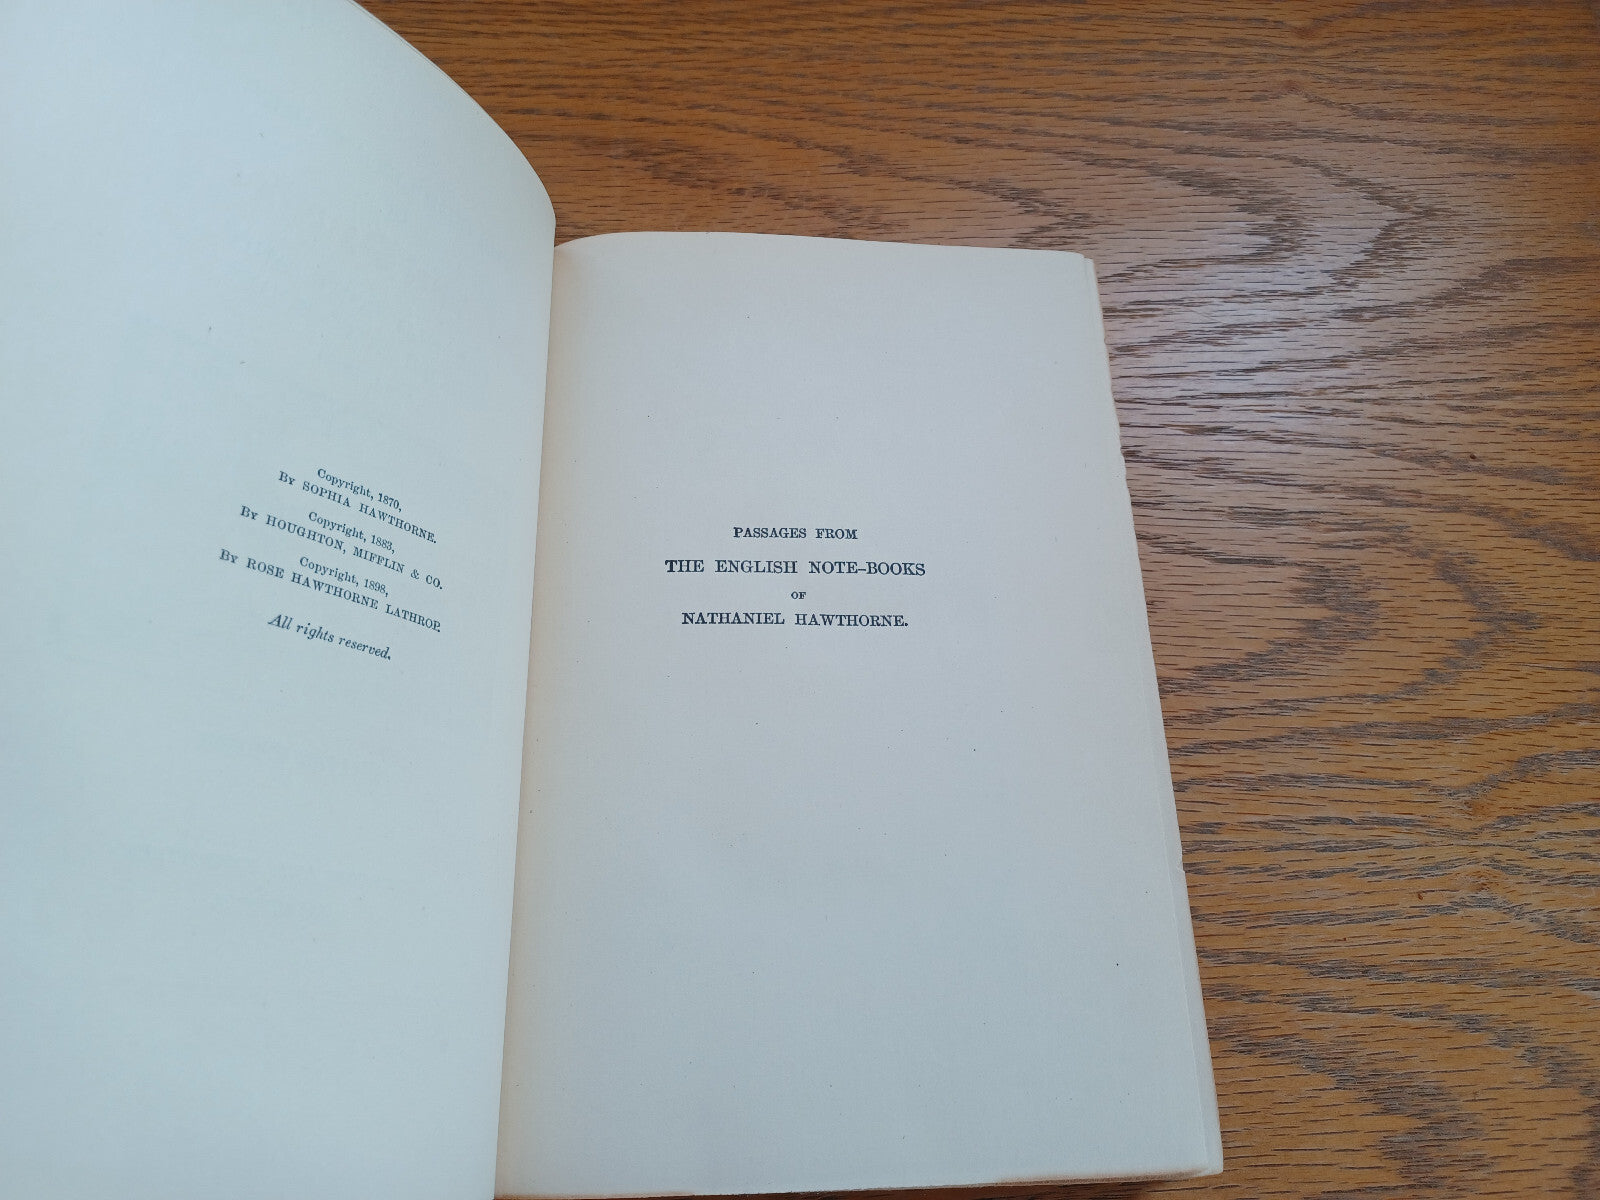 Copyright, 1870,
By SOPHIA HAWTHORNE.
Copyright, 1883,
By HOUGHTON, MIFFLIN & CO.
Copyright, 1898,
By ROSE HAWTHORNE LATHROP.
All rights reserved.
PASSAGES FROM
THE ENGLISH NOTE-BOOKS
OF
NATHANIEL HAWTHORNE.